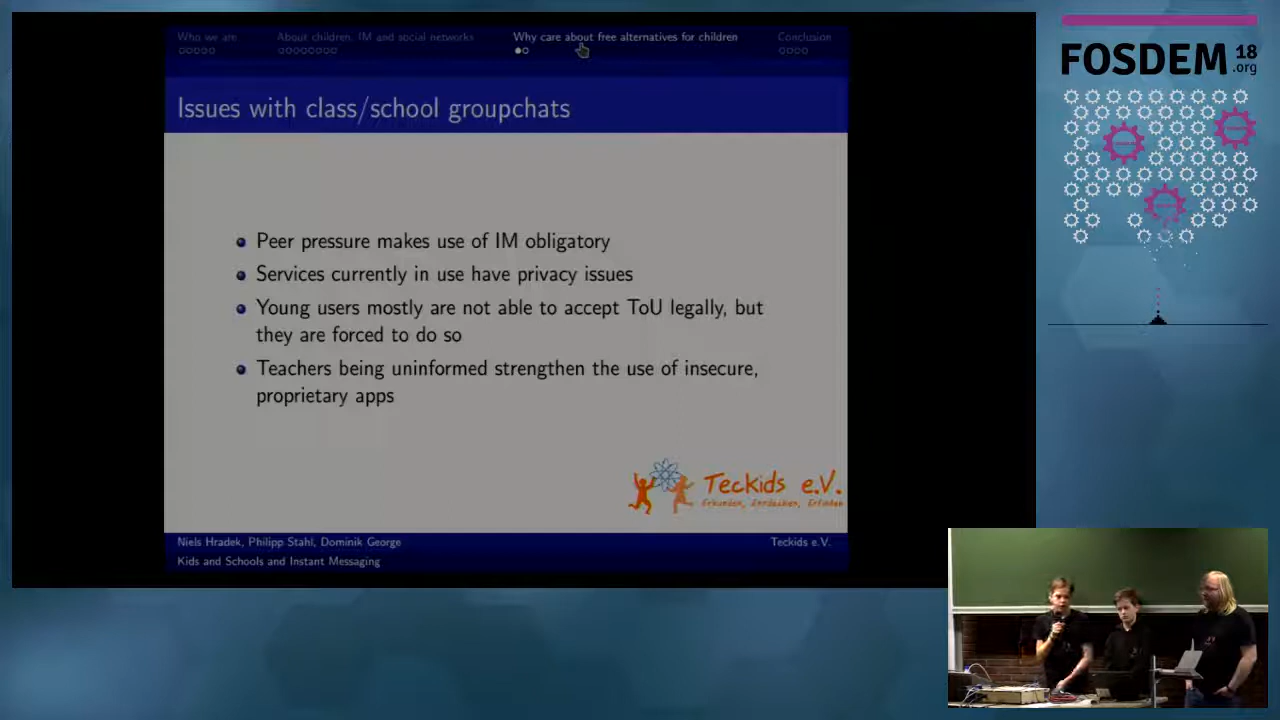 Who we are
About children, IM and social networks
Why care about free alternatives for children
Conclusion
FOSDEM 18
.org
Issues with class/school groupchats
Peer pressure makes use of IM obligatory
Services currently in use have privacy issues
Young users mostly are not able to accept ToU legally, but
they are forced to do so
Teachers being uninformed strengthen the use of insecure,
proprietary apps
Teckids e.V.
Erkunden, Entdecken, Erfinden
Niels Hradek, Philipp Stahl, Dominik George
Teckids e.V.
Kids and Schools and Instant Messaging